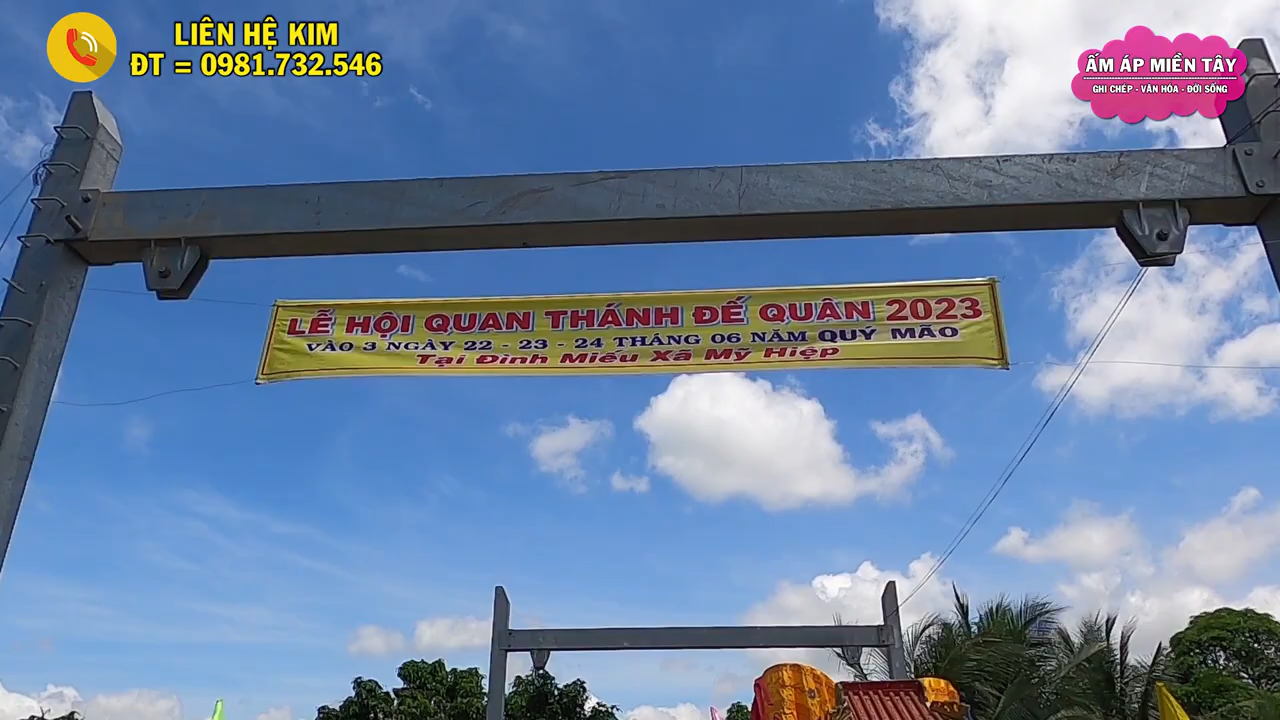 LIÊN HỆ KIM
ĐT = 0981.732.546
ẤM ÁP MIỀN TÂY
GHI CHÉP - VĂN HÓA - ĐỜI SỐNG
LỄ HỘI QUAN THÁNH ĐẾ QUÂN 2023
VÀO 3 NGÀY 22 - 23 - 24 THÁNG 06 NĂM QUÝ MÃO
Tại Đình Miếu Xã Mỹ Hiệp